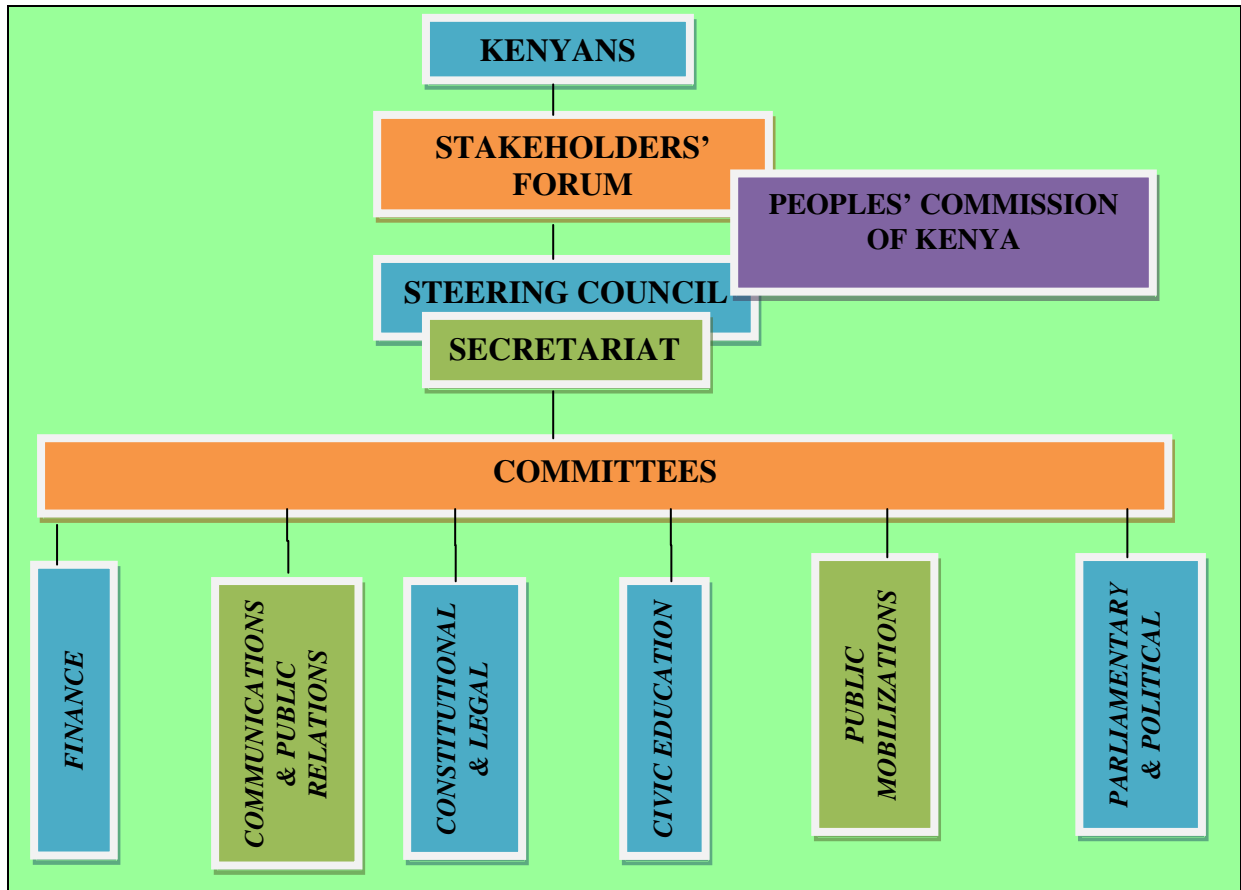 KENYANS
STAKEHOLDERS’
FORUM
PEOPLES’ COMMISSION
OF KENYA
STEERING COUNCIL
SECRETARIAT
COMMITTEES
FINANCE
COMMUNICATIONS
& PUBLIC
RELATIONS
CONSTITUTIONAL
& LEGAL
CIVIC EDUCATION
PUBLIC
MOBILIZATIONS
PARLIAMENTARY
& POLITICAL